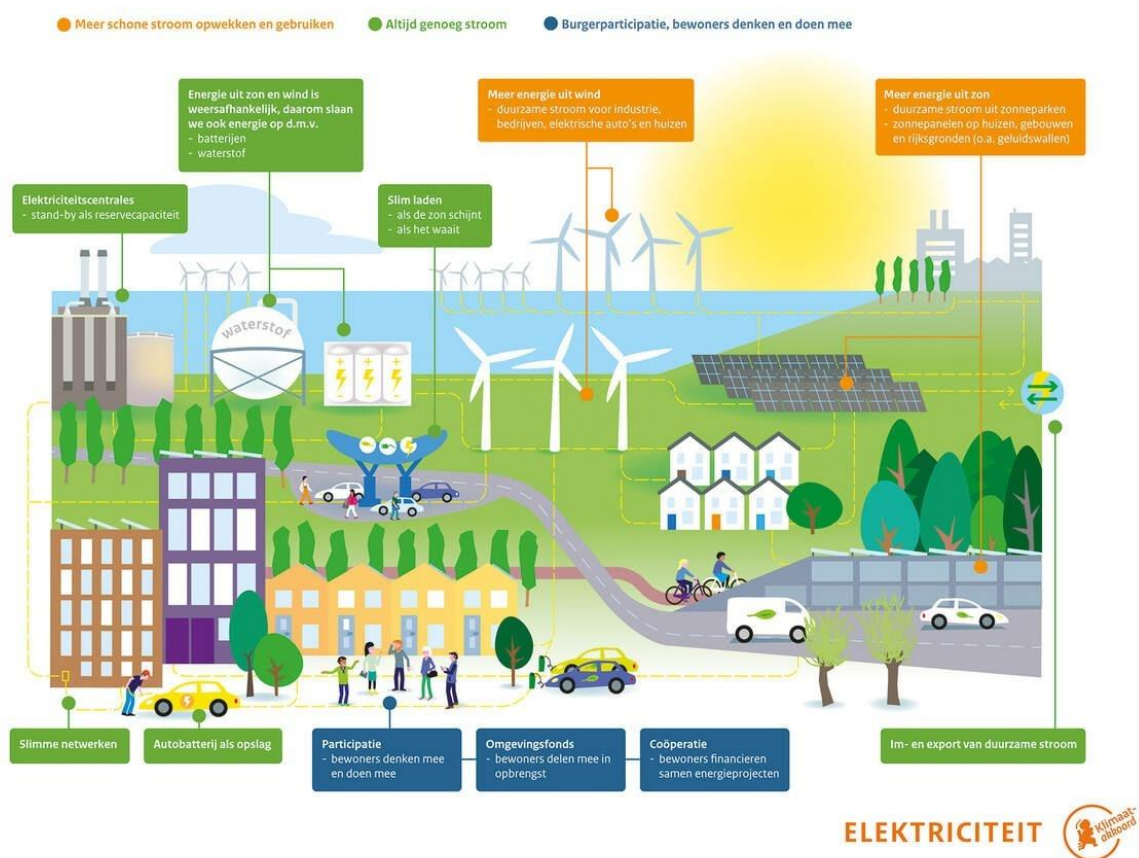 Meer schone stroom opwekken en gebruiken
Altijd genoeg stroom
Burgerparticipatie, bewoners denken en doen mee
Energie uit zon en wind is
weersafhankelijk, daarom slaan
we ook energie op d.m.v.
- batterijen
- waterstof
Meer energie uit wind
- duurzame stroom voor industrie,
bedrijven, elektrische auto's en huizen
Meer energie uit zon
- duurzame stroom uit zonneparken
- zonnepanelen op huizen, gebouwen
en rijksgronden (o.a. geluidswallen)
Elektriciteitscentrales
- stand-by als reservecapaciteit
Slim laden
- als de zon schijnt
- als het waait
waterstof
+ + +
Slimme netwerken
Autobatterij als opslag
Participatie
- bewoners denken mee
en doen mee
Omgevingsfonds
- bewoners delen mee in
opbrengst
Coöperatie
- bewoners financieren
samen energieprojecten
Im- en export van duurzame stroom
ELEKTRICITEIT
Klimaat-
akkoord